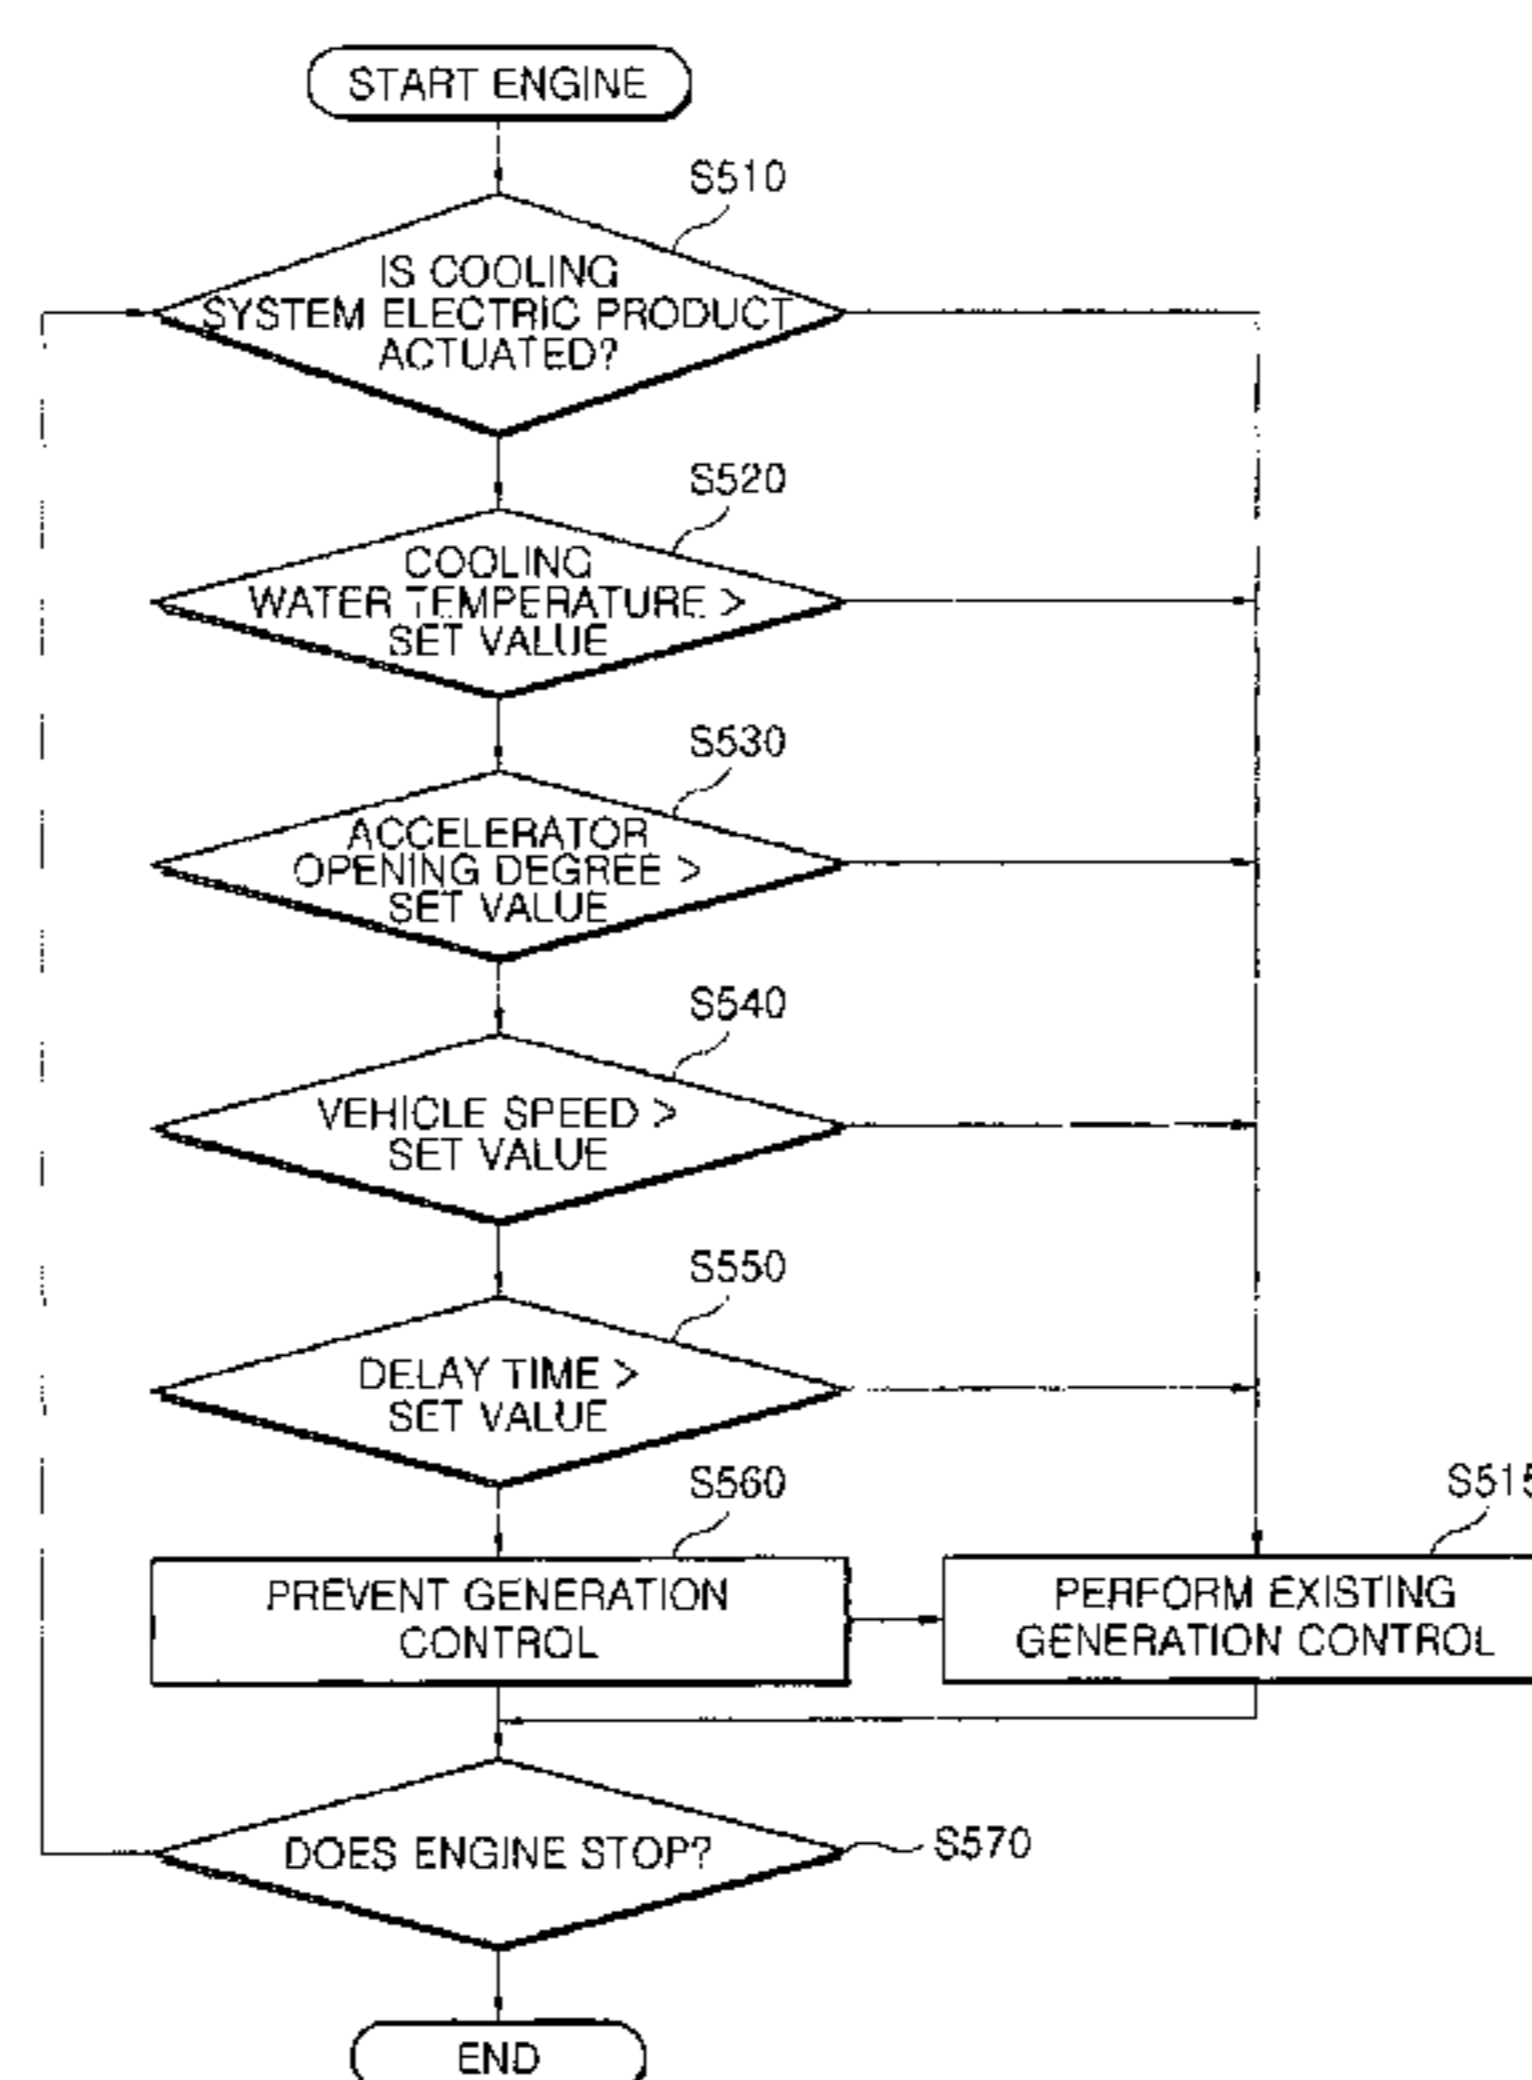 START ENGINE
S510
IS COOLING
SYSTEM ELECTRIC PRODUCT
ACTUATED?
S520
COOLING
WATER TEMPERATURE >
SET VALUE
S530
ACCELERATOR
OPENING DEGREE >
SET VALUE
S540
VEHICLE SPEED >
SET VALUE
S550
DELAY TIME >
SET VALUE
S560
PREVENT GENERATION
CONTROL
S515
PERFORM EXISTING
GENERATION CONTROL
DOES ENGINE STOP?
S570
END